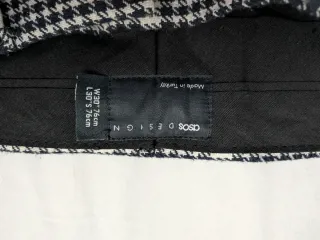 asos DESIGN
Made in Turkey
W30" 76cm
L30"S 76cm